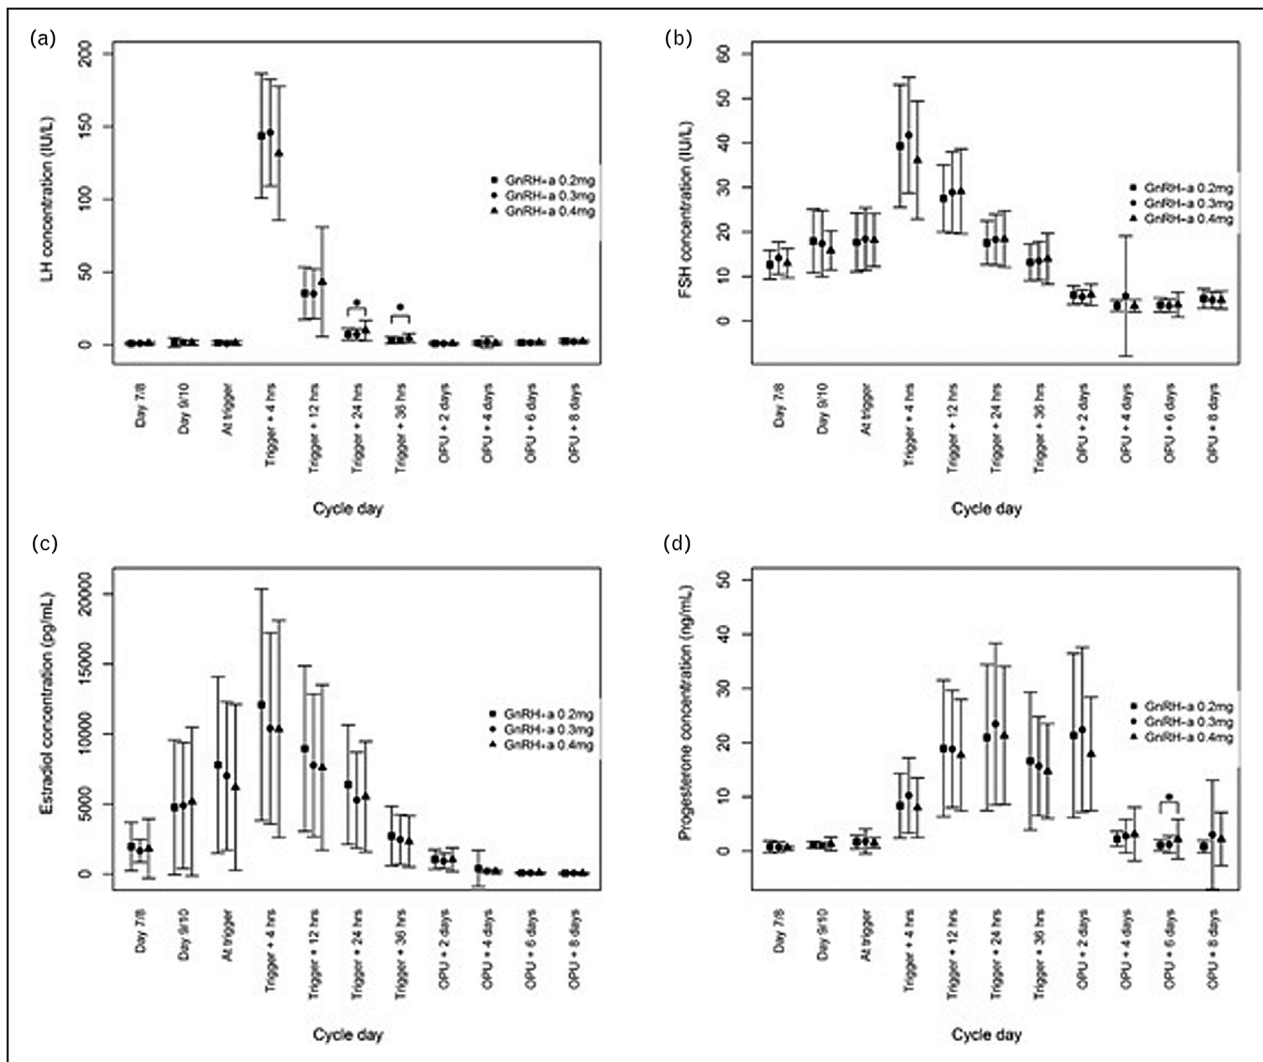 (a)
LH concentration (IU/L)
200
150
100
50
0
GnRH-a 0.2mg
GnRH-a 0.3mg
GnRH-a 0.4mg
Day 7/8
Day 9/10
At trigger
Trigger + 4 hrs
Trigger + 12 hrs
Trigger + 24 hrs
Trigger + 36 hrs
OPU + 2 days
OPU + 4 days
OPU + 6 days
OPU + 8 days
Cycle day
(b)
FSH concentration (IU/L)
60
50
40
30
20
10
0
GnRH-a 0.2mg
GnRH-a 0.3mg
GnRH-a 0.4mg
Day 7/8
Day 9/10
At trigger
Trigger + 4 hrs
Trigger + 12 hrs
Trigger + 24 hrs
Trigger + 36 hrs
OPU + 2 days
OPU + 4 days
OPU + 6 days
OPU + 8 days
Cycle day
(c)
Estradiol concentration (pg/mL)
20000
15000
10000
5000
0
GnRH-a 0.2mg
GnRH-a 0.3mg
GnRH-a 0.4mg
Day 7/8
Day 9/10
At trigger
Trigger + 4 hrs
Trigger + 12 hrs
Trigger + 24 hrs
Trigger + 36 hrs
OPU + 2 days
OPU + 4 days
OPU + 6 days
OPU + 8 days
Cycle day
(d)
Progesterone concentration (ng/mL)
50
40
30
20
10
0
GnRH-a 0.2mg
GnRH-a 0.3mg
GnRH-a 0.4mg
Day 7/8
Day 9/10
At trigger
Trigger + 4 hrs
Trigger + 12 hrs
Trigger + 24 hrs
Trigger + 36 hrs
OPU + 2 days
OPU + 4 days
OPU + 6 days
OPU + 8 days
Cycle day